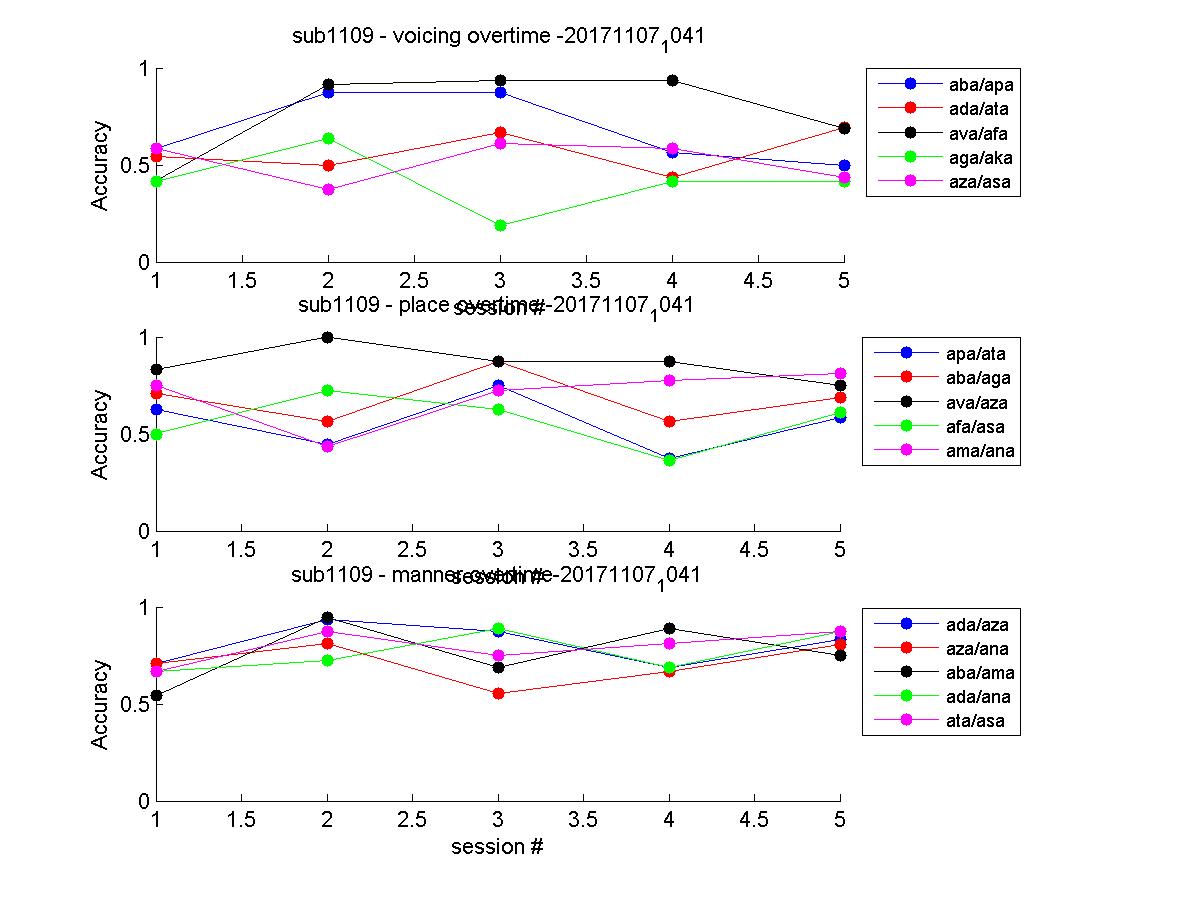 sub1109 - voicing overtime -20171107₁041
1
0.5
0
Accuracy
1 1.5 2 2.5 3 3.5 4 4.5 5
session #
aba/apa
ada/ata
ava/afa
aga/aka
aza/asa
sub1109 - place overtime -20171107₁041
1
0.5
0
Accuracy
1 1.5 2 2.5 3 3.5 4 4.5 5
session #
apa/ata
aba/aga
ava/aza
afa/asa
ama/ana
sub1109 - manner overtime -20171107₁041
1
0.5
0
Accuracy
1 1.5 2 2.5 3 3.5 4 4.5 5
session #
ada/aza
aza/ana
aba/ama
ada/ana
ata/asa